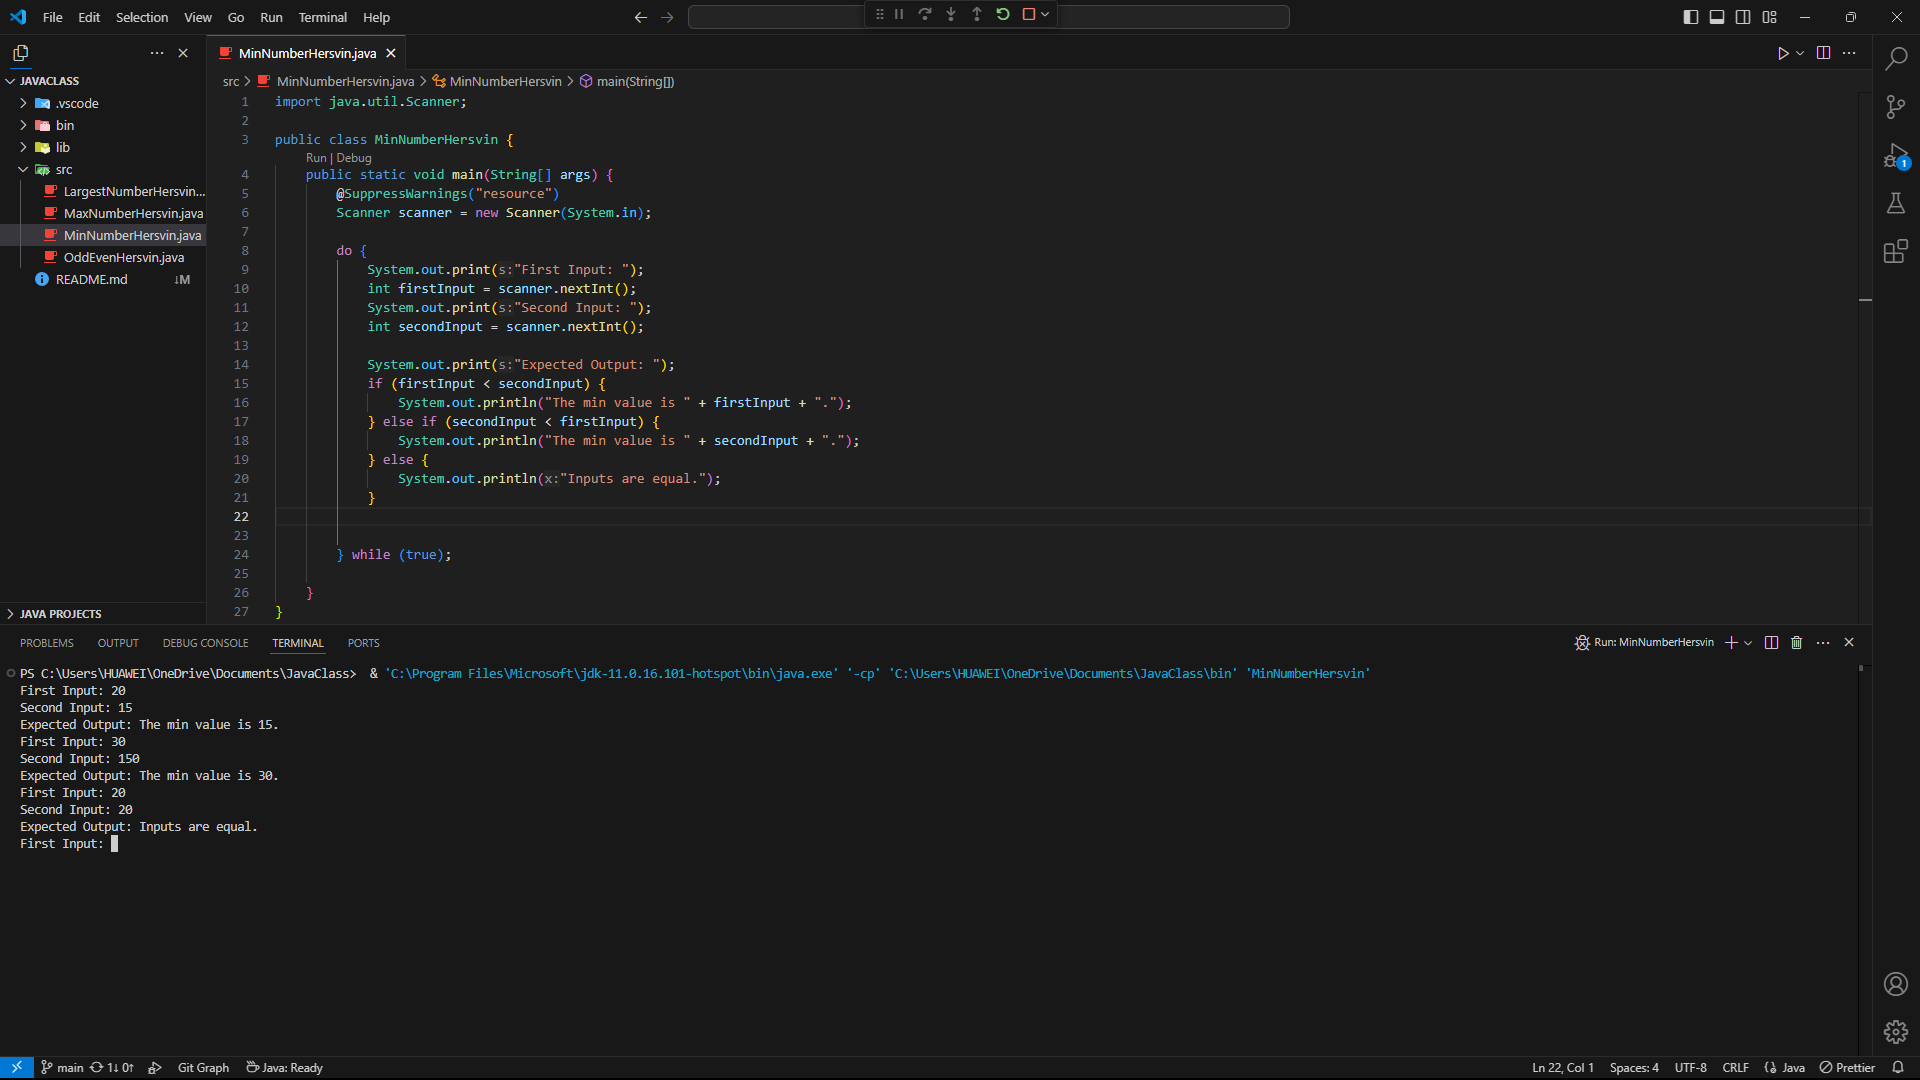 File Edit Selection View Go Run Terminal Help
MinNumberHersvin.java
JAVACLASS
.vscode
bin
lib
src
LargestNumberHersvin...
MaxNumberHersvin.java
MinNumberHersvin.java
OddEvenHersvin.java
README.md ↓M
JAVA PROJECTS
src > MinNumberHersvin.java > MinNumberHersvin > main(String[])
1 import java.util.Scanner;
2
3 public class MinNumberHersvin {
Run | Debug
4 public static void main(String[] args) {
5 @SuppressWarnings("resource")
6 Scanner scanner = new Scanner(System.in);
7
8 do {
9 System.out.print(s:"First Input: ");
10 int firstInput = scanner.nextInt();
11 System.out.print(s:"Second Input: ");
12 int secondInput = scanner.nextInt();
13
14 System.out.print(s:"Expected Output: ");
15 if (firstInput < secondInput) {
16 System.out.println("The min value is " + firstInput + ".");
17 } else if (secondInput < firstInput) {
18 System.out.println("The min value is " + secondInput + ".");
19 } else {
20 System.out.println(x:"Inputs are equal.");
21 }
22
23
24 } while (true);
25
26 }
27 }
1
PROBLEMS OUTPUT DEBUG CONSOLE TERMINAL PORTS
Run: MinNumberHersvin
PS C:\Users\HUAWEI\OneDrive\Documents\JavaClass> & 'C:\Program Files\Microsoft\jdk-11.0.16.101-hotspot\bin\java.exe' '-cp' 'C:\Users\HUAWEI\OneDrive\Documents\JavaClass\bin' 'MinNumberHersvin'
First Input: 20
Second Input: 15
Expected Output: The min value is 15.
First Input: 30
Second Input: 150
Expected Output: The min value is 30.
First Input: 20
Second Input: 20
Expected Output: Inputs are equal.
First Input:
main 1↓ 0↑ Git Graph Java: Ready
Ln 22, Col 1 Spaces: 4 UTF-8 CRLF {} Java Prettier